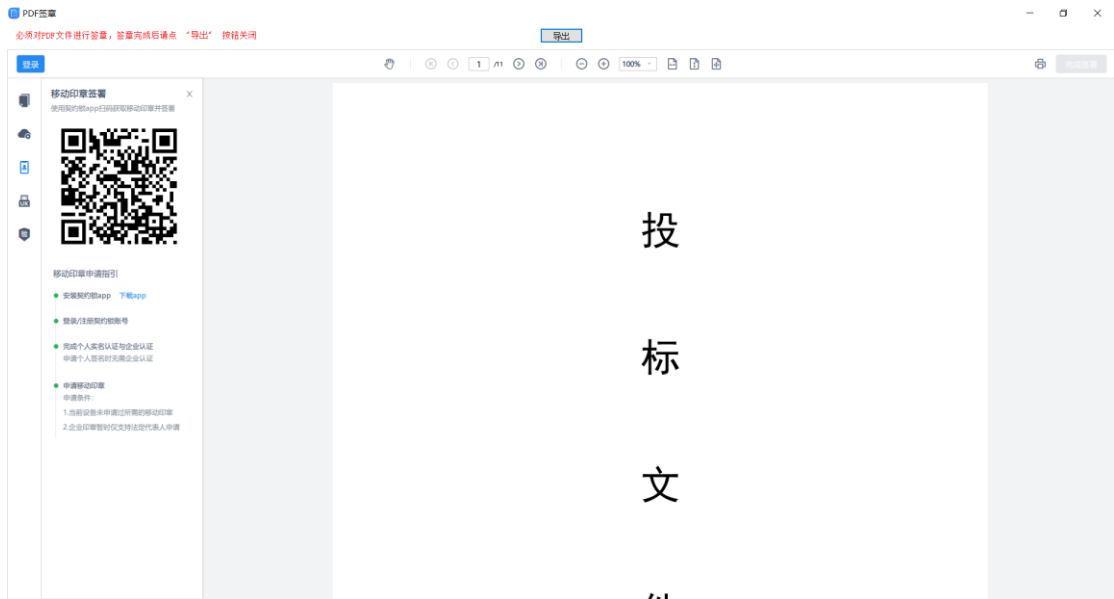 PDF签章
必须对PDF文件进行签章，签章完成后请点 “导出” 按钮关闭
导出
登录
1 /11
100%
完成签署
移动印章签署
使用契约锁app扫码获取移动印章并签署
移动印章申请指引
安装契约锁app 下载app
登录/注册契约锁账号
完成个人实名认证与企业认证
申请个人签名时无需企业认证
申请移动印章
申请条件：
1.当前设备未申请过所需的移动印章
2.企业印章暂时仅支持法定代表人申请
投
标
文